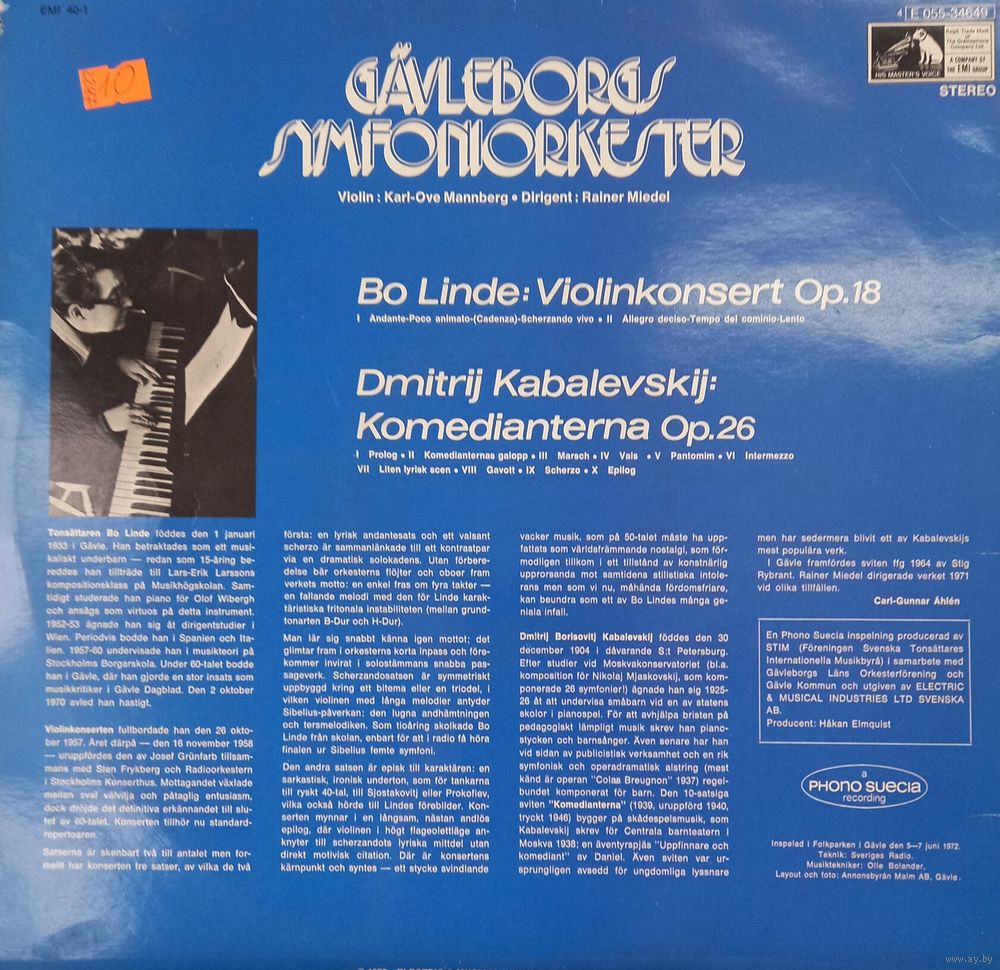 EMI 40-1
4 E 055-34649
Regd. Trade Mark
of
The Gramophone
Company Ltd.
A COMPANY OF
THE EMI GROUP
HIS MASTER'S VOICE
STEREO
10
GÄVLEBORGS
SYMFONIORKESTER
Violin : Karl-Ove Mannberg • Dirigent : Rainer Miedel
Bo Linde: Violinkonsert Op.18
I Andante-Poco animato-(Cadenza)-Scherzando vivo • II Allegro deciso-Tempo del cominio-Lento
Dmitrij Kabalevskij:
Komedianterna Op.26
I Prolog • II Komedianternas galopp • III Marsch • IV Vals • V Pantomim • VI Intermezzo
VII Liten lyrisk scen • VIII Gavott • IX Scherzo • X Epilog
Tonsättaren Bo Linde föddes den 1 januari
1933 i Gävle. Han betraktades som ett musi-
kaliskt underbarn — redan som 15-åring be-
reddes han tillträde till Lars-Erik Larssons
kompositionsklass på Musikhögskolan. Sam-
tidigt studerade han piano för Olof Wibergh
och ansågs som virtuos på detta instrument.
1952-53 ägnade han sig åt dirigentstudier i
Wien. Periodvis bodde han i Spanien och Ita-
lien. 1957-60 undervisade han i musikteori på
Stockholms Borgarskola. Under 60-talet bodde
han i Gävle, där han gjorde en stor insats som
musikkritiker i Gävle Dagblad. Den 2 oktober
1970 avled han hastigt.
Violinkonserten fullbordade han den 26 okto-
ber 1957. Året därpå — den 16 november 1958
— uruppfördes den av Josef Grünfarb tillsam-
mans med Sten Frykberg och Radioorkestern
i Stockholms Konserthus. Mottagandet växlade
mellan sval välvilja och påtaglig entusiasm,
dock dröjde det definitiva erkännandet till slu-
tet av 60-talet. Konserten tillhör nu standard-
repertoaren.
Satserna är skenbart två till antalet men for-
mellt har konserten tre satser, av vilka de två
första: en lyrisk andantesats och ett valsant
scherzo är sammanlänkade till ett kontrastpar
via en dramatisk solokadens. Utan förbere-
delse bär orkesterns flöjter och oboer fram
verkets motto: en enkel fras om fyra takter —
en fallande melodi med den för Linde karak-
täristiska fritonala instabiliteten (mellan grund-
tonarten B-Dur och H-Dur).
Man lär sig snabbt känna igen mottot; det
glimtar fram i orkesterns korta inpass och före-
kommer invirat i solostämmans snabba pas-
sageverk. Scherzandosatsen är symmetriskt
uppbyggd kring ett bitema eller en triodel, i
vilken violinen med långa melodier antyder
Sibelius-påverkan: den lugna andhämtningen
och tersmelodiken. Som tioåring skolkade Bo
Linde från skolan, enbart för att i radio få höra
finalen ur Sibelius femte symfoni.
Den andra satsen är episk till karaktären: en
sarkastisk, ironisk underton, som för tankarna
till ryskt 40-tal, till Sjostakovitj eller Prokofiev,
vilka också hörde till Lindes förebilder. Kon-
serten mynnar i en långsam, nästan andlös
epilog, där violinen i högt flageolettläge an-
knyter till scherzandots lyriska mittdel utan
direkt motivisk citation. Där är konsertens
kärnpunkt och syntes — ett stycke svindlande
vacker musik, som på 50-talet måste ha upp-
fattats som världsfrämmande nostalgi, som för-
modligen tillkom i ett tillstånd av konstnärlig
upprorsanda mot samtidens stilistiska intole-
rans men som vi nu, måhända fördomsfriare,
kan beundra som ett av Bo Lindes många ge-
niala infall.
Dmitrij Borisovitj Kabalevskij föddes den 30
december 1904 i dåvarande S:t Petersburg.
Efter studier vid Moskvakonservatoriet (bl.a.
komposition för Nikolaj Mjaskovskij, som kom-
ponerade 26 symfonier!) ägnade han sig 1925-
26 åt att undervisa småbarn vid en av statens
skolor i pianospel. För att avhjälpa bristen på
pedagogiskt lämpligt musik skrev han piano-
stycken och barnsånger. Även senare har han
vid sidan av publicistisk verksamhet och en rik
symfonisk och operadramatisk alstring (mest
känd är operan "Colas Breugnon" 1937) regel-
bundet komponerat för barn. Den 10-satsiga
sviten "Komedianterna" (1939, uruppförd 1940,
tryckt 1946) bygger på skådespelsmusik, som
Kabalevskij skrev för Centrala barnteatern i
Moskva 1938; en äventyrspjäs "Uppfinnare och
komediant" av Daniel. Även sviten var ur-
sprungligen avsedd för ungdomliga lyssnare
men har sedermera blivit ett av Kabalevskijs
mest populära verk.
I Gävle framfördes sviten ffg 1964 av Stig
Rybrant. Rainer Miedel dirigerade verket 1971
vid olika tillfällen.
Carl-Gunnar Åhlén
En Phono Suecia inspelning producerad av
STIM (Föreningen Svenska Tonsättares
Internationella Musikbyrå) i samarbete med
Gävleborgs Läns Orkesterförening och
Gävle Kommun och utgiven av ELECTRIC
& MUSICAL INDUSTRIES LTD SVENSKA
AB.
Producent: Håkan Elmquist
a
PHONO SUECIA
recording
Inspelad i Folkparken i Gävle den 5—7 juni 1972.
Teknik: Sveriges Radio.
Musiktekniker: Olle Bolander.
Layout och foto: Annonsbyrån Malm AB, Gävle.
www.ay.by